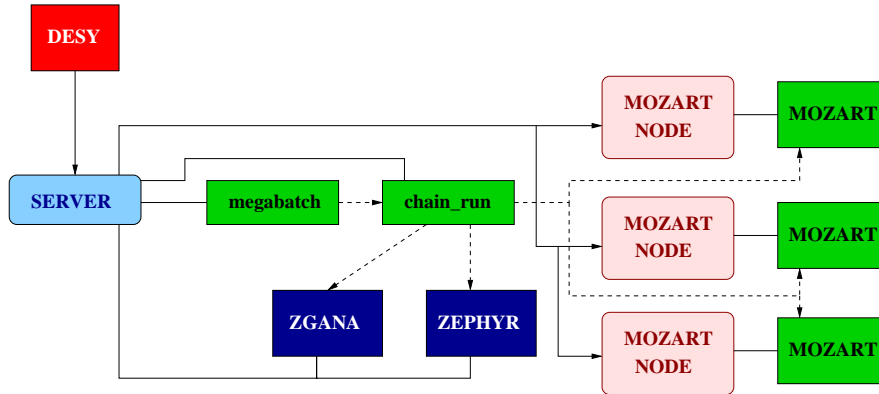 DESY
MOZART
NODE
MOZART
SERVER
megabatch
chain_run
MOZART
NODE
MOZART
ZGANA
ZEPHYR
MOZART
NODE
MOZART